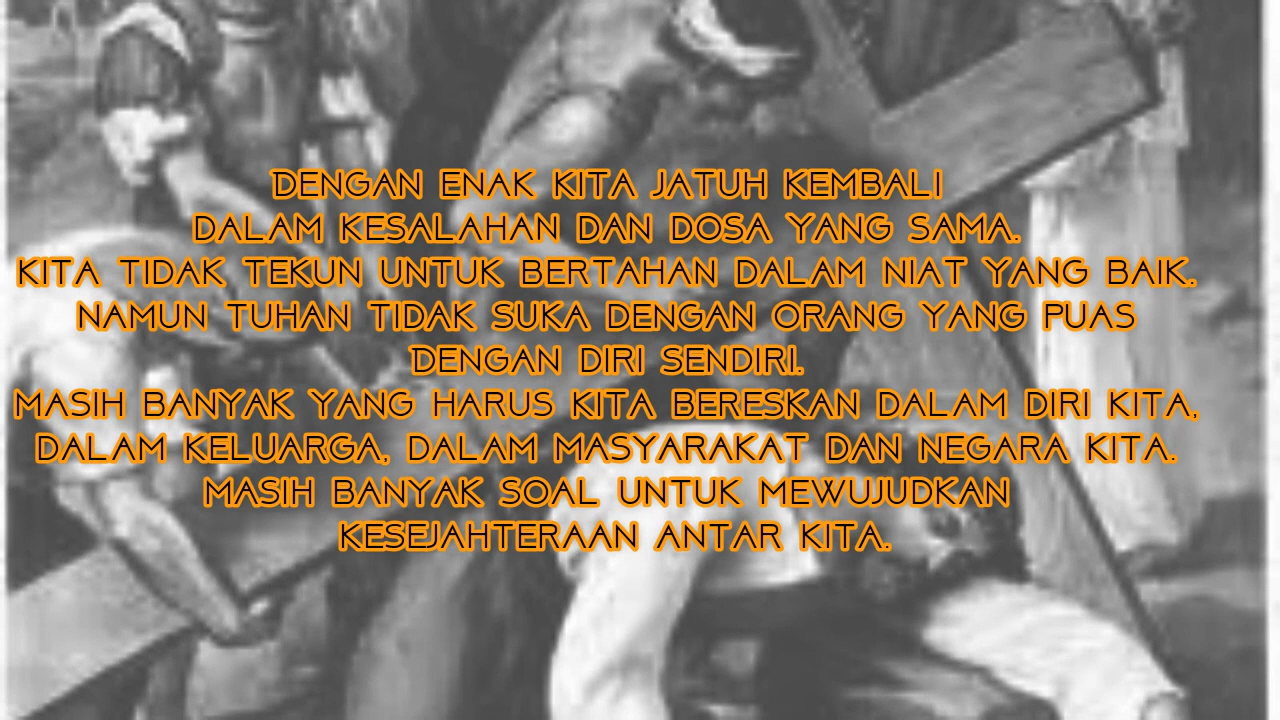 DENGAN ENAK KITA JATUH KEMBALI
DALAM KESALAHAN DAN DOSA YANG SAMA.
KITA TIDAK TEKUN UNTUK BERTAHAN DALAM NIAT YANG BAIK.
NAMUN TUHAN TIDAK SUKA DENGAN ORANG YANG PUAS
DENGAN DIRI SENDIRI.
MASIH BANYAK YANG HARUS KITA BERESKAN DALAM DIRI KITA,
DALAM KELUARGA, DALAM MASYARAKAT DAN NEGARA KITA.
MASIH BANYAK SOAL UNTUK MEWUJUDKAN
KESEJAHTERAAN ANTAR KITA.